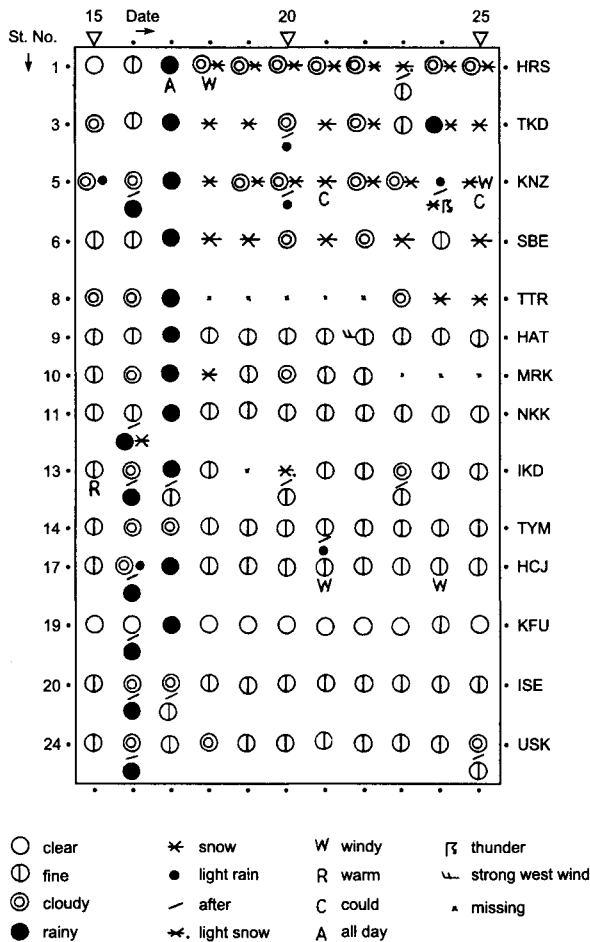 15 Date 20 25
St. No.
1 HRS
A W
3 TKD
5 W KNZ
C C
6 SBE
8 TTR
9 HAT
10 MRK
11 NKK
13 IKD
R
14 TYM
17 HCJ
W W
19 KFU
20 ISE
24 USK
clear snow W windy thunder
fine light rain R warm strong west wind
cloudy after C could missing
rainy light snow A all day